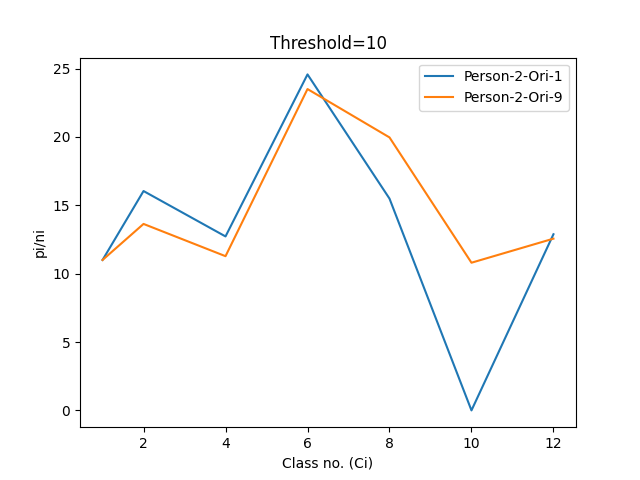 Threshold=10
Person-2-Ori-1
Person-2-Ori-9
25
20
15
10
5
0
pi/ni
2 4 6 8 10 12
Class no. (Ci)